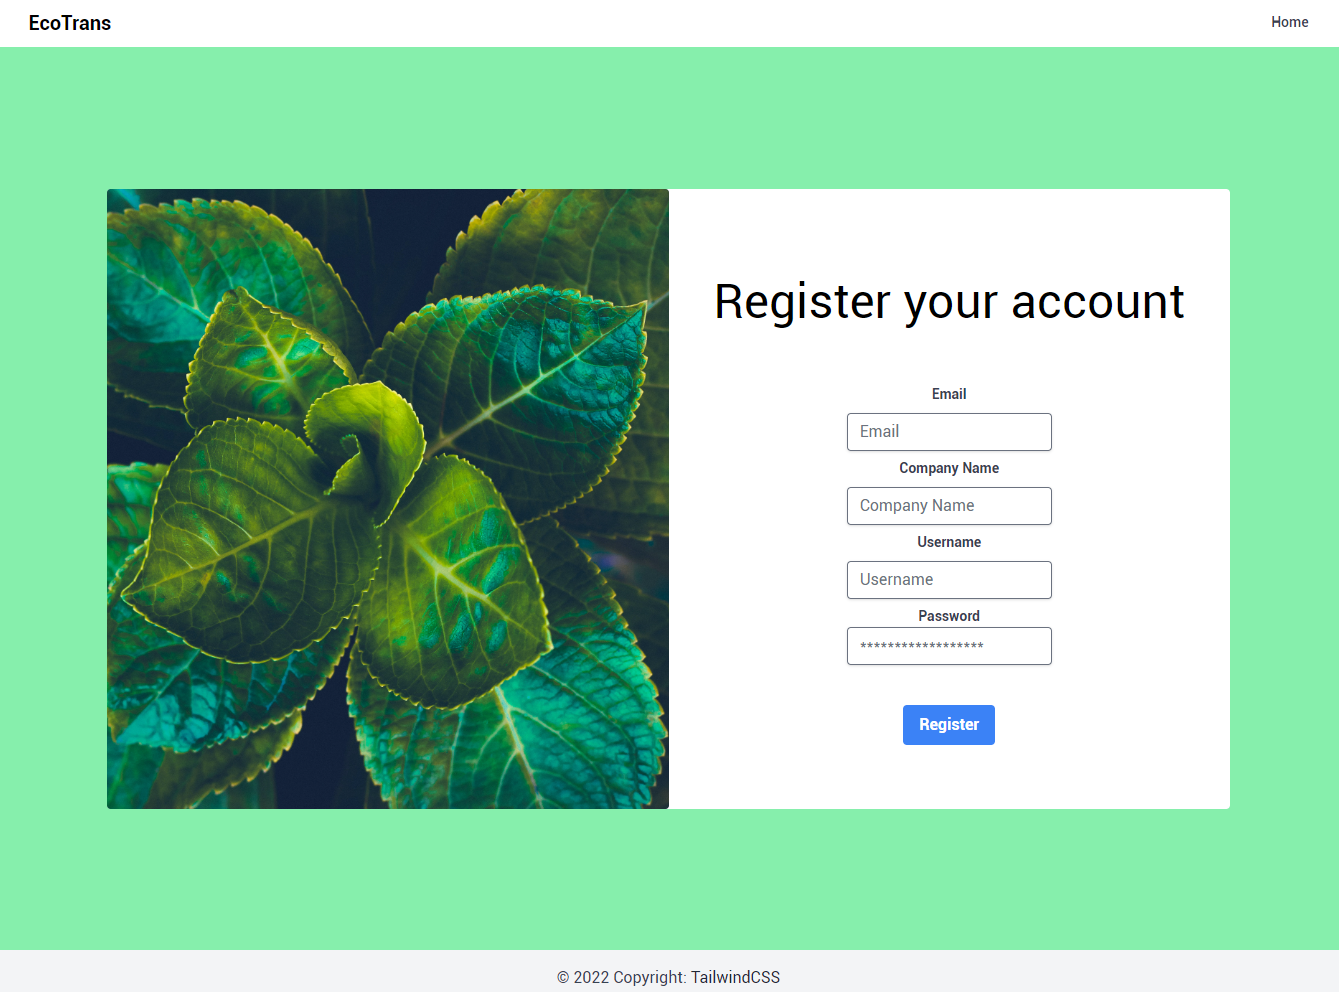 EcoTrans
Home
Register your account
Email
Email
Company Name
Company Name
Username
Username
Password
******************
Register
© 2022 Copyright: TailwindCSS